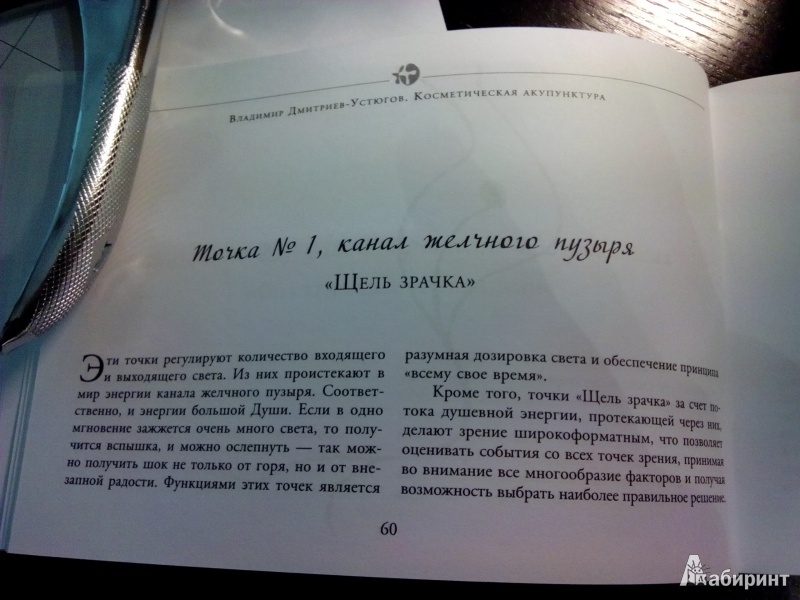 Владимир Дмитриев-Устюгов. Косметическая акупунктура
Точка № 1, канал желчного пузыря
«Щель зрачка»
Эти точки регулируют количество входящего
и выходящего света. Из них проистекают в
мир энергии канала желчного пузыря. Соответ-
ственно, и энергии большой Души. Если в одно
мгновение зажжется очень много света, то полу-
чится вспышка, и можно ослепнуть — так мож-
но получить шок не только от горя, но и от вне-
запной радости. Функциями этих точек является
разумная дозировка света и обеспечение принципа
«всему свое время».
Кроме того, точки «Щель зрачка» за счет по-
тока душевной энергии, протекающей через них,
делают зрение широкоформатным, что позволяет
оценивать события со всех точек зрения, принимая
во внимание все многообразие факторов и получая
возможность выбрать наиболее правильное решение.
60
Лабиринт